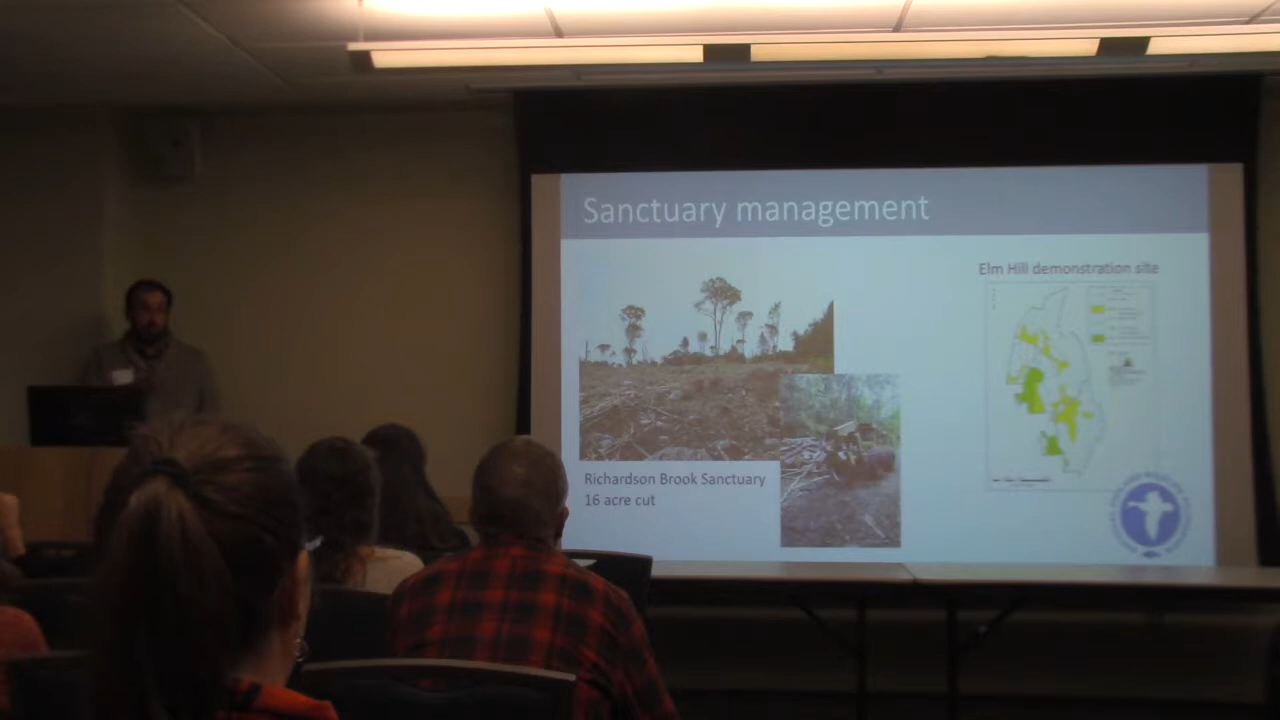 Sanctuary management
Elm Hill demonstration site
Richardson Brook Sanctuary
16 acre cut